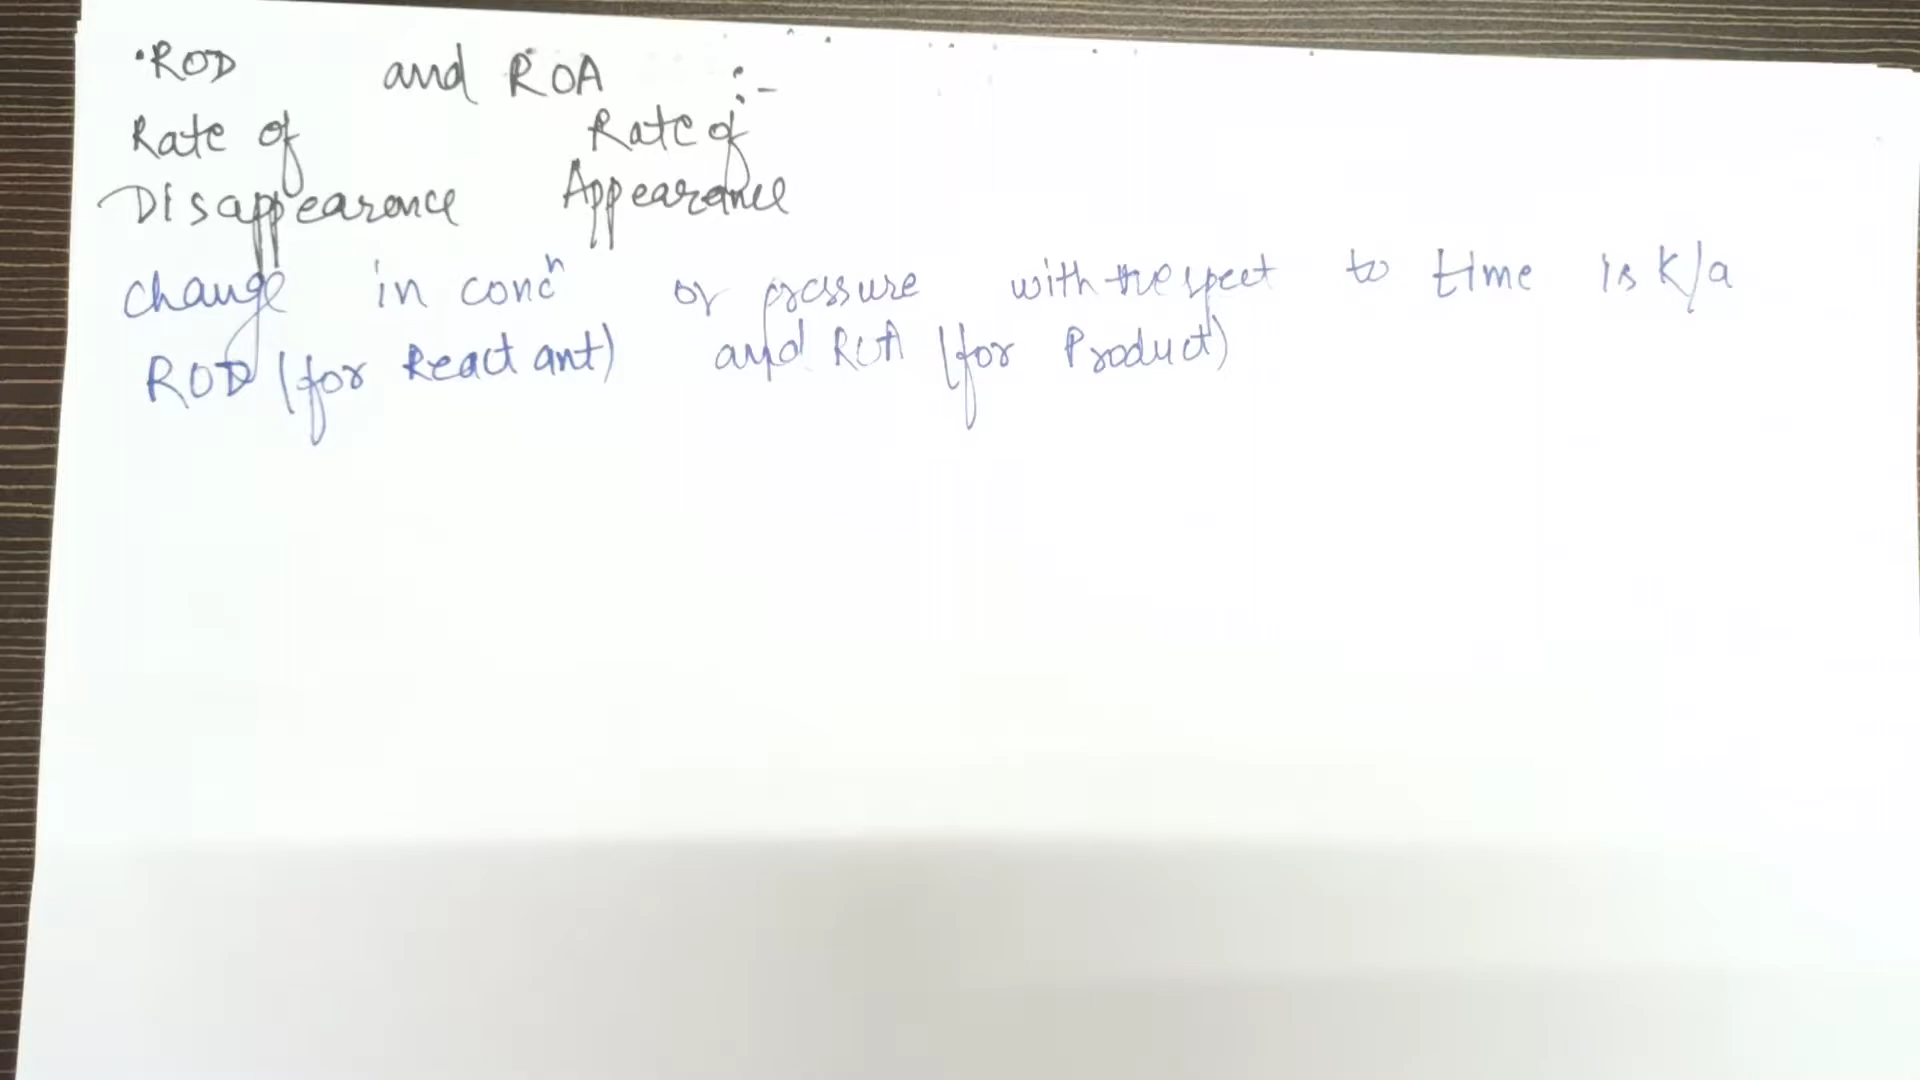 ·ROD and ROA :-
Rate of Rate of
Disappearance Appearance
change in concⁿ or pressure with respect to time is k/a
ROD (for Reactant) and ROA (for Product)